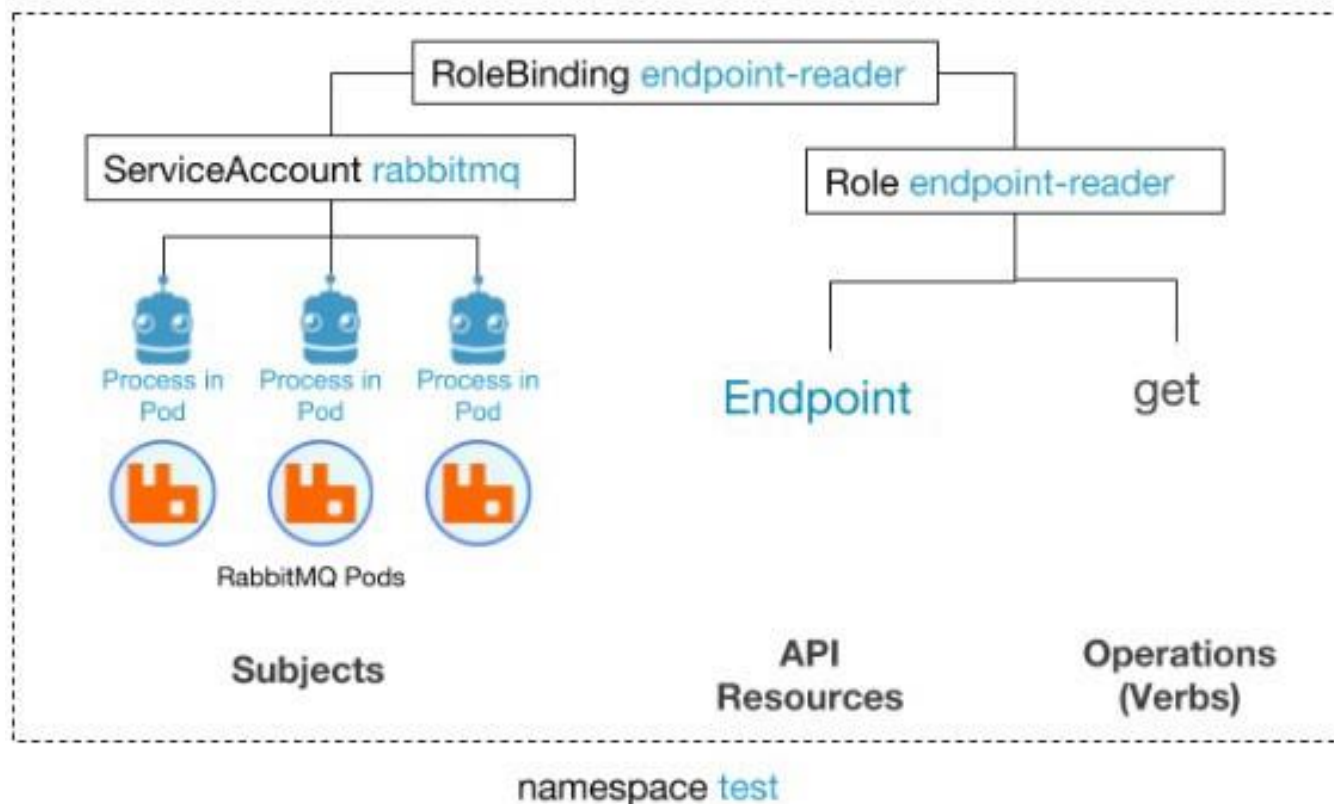 RoleBinding endpoint-reader
ServiceAccount rabbitmq
Role endpoint-reader
Process in
Pod
Process in
Pod
Process in
Pod
Endpoint
get
RabbitMQ Pods
Subjects
API
Resources
Operations
(Verbs)
namespace test